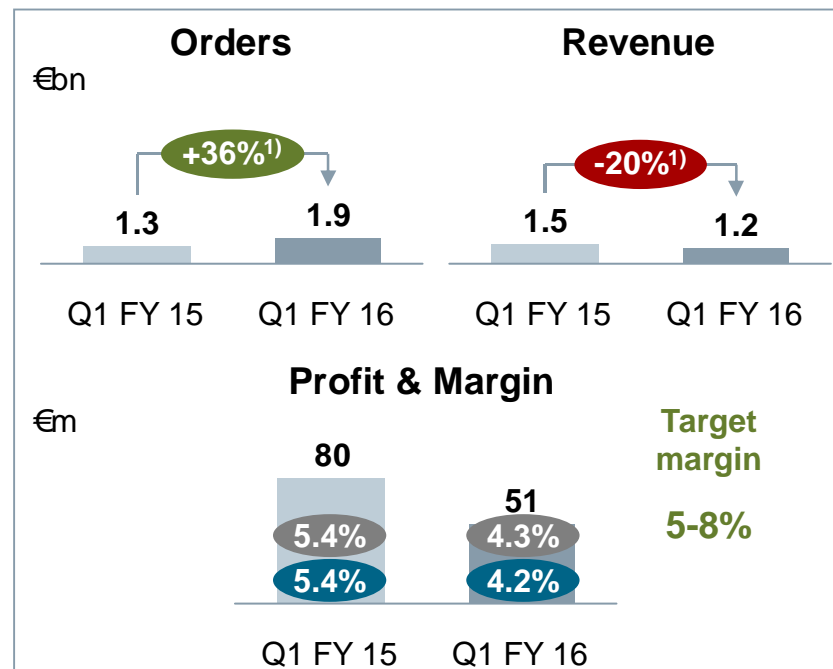 Orders
Revenue
€bn
+36%1)
-20%1)
1.3
1.9
1.5
1.2
Q1 FY 15
Q1 FY 16
Q1 FY 15
Q1 FY 16
Profit & Margin
€m
Target
margin
5-8%
80
51
5.4%
4.3%
5.4%
4.2%
Q1 FY 15
Q1 FY 16